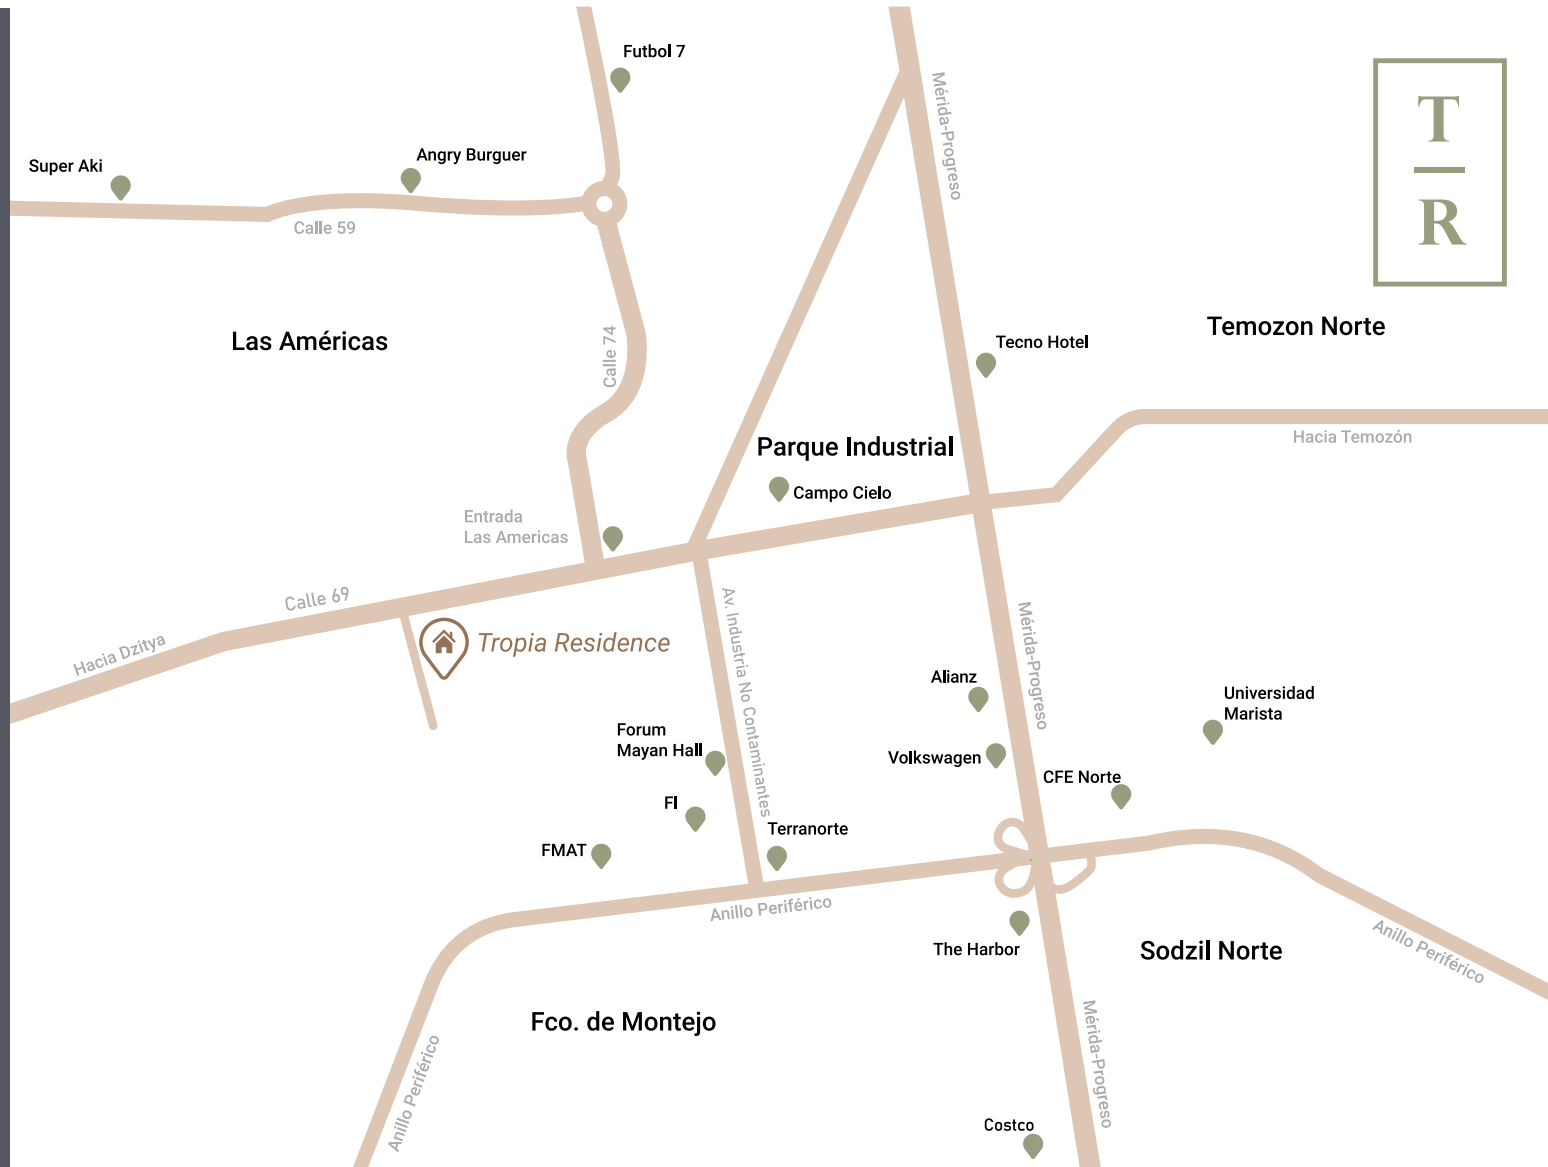 Futbol 7
Mérida-Progreso
T
R
Super Aki
Angry Burguer
Calle 59
Las Américas
Calle 74
Tecno Hotel
Temozon Norte
Hacia Temozón
Parque Industrial
Campo Cielo
Entrada
Las Americas
Calle 69
Hacia Dzitya
Tropia Residence
Av. Industria No Contaminantes
Mérida-Progreso
Alianz
Universidad
Marista
Forum
Mayan Hall
Volkswagen
CFE Norte
FI
Terranorte
FMAT
Anillo Periférico
The Harbor
Sodzil Norte
Anillo Periférico
Fco. de Montejo
Anillo Periférico
Mérida-Progreso
Costco